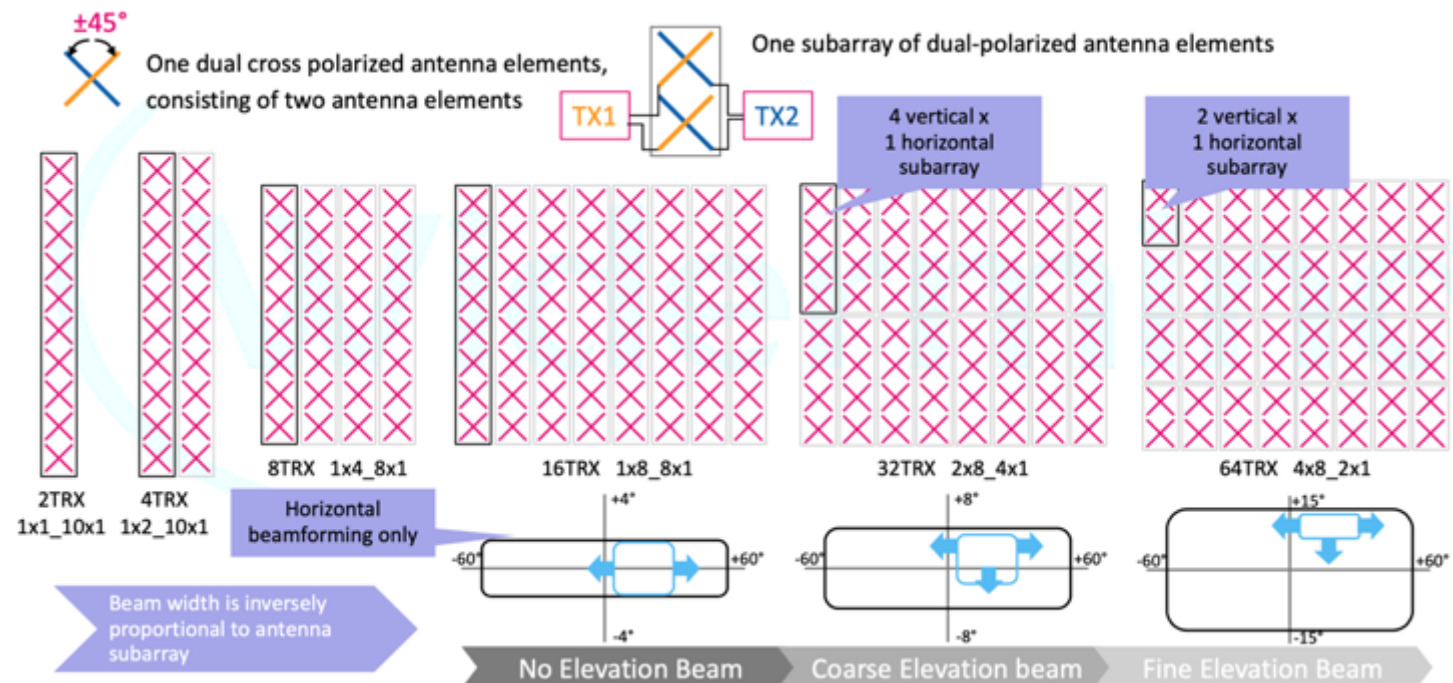 ±45°
One dual cross polarized antenna elements,
consisting of two antenna elements
TX1
TX2
One subarray of dual-polarized antenna elements
4 vertical x
1 horizontal
subarray
2 vertical x
1 horizontal
subarray
2TRX
1x1_10x1
4TRX
1x2_10x1
8TRX 1x4_8x1
16TRX 1x8_8x1
32TRX 2x8_4x1
64TRX 4x8_2x1
Horizontal
beamforming only
+4°
-60°
+60°
-4°
+8°
-60°
+60°
-8°
+15°
-60°
+60°
-15°
Beam width is inversely
proportional to antenna
subarray
No Elevation Beam
Coarse Elevation beam
Fine Elevation Beam